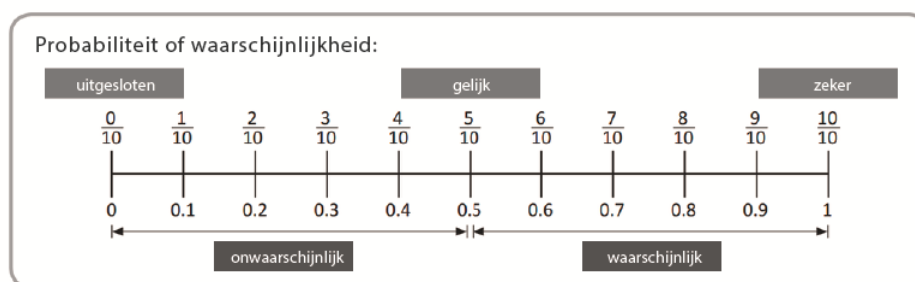 Probabiliteit of waarschijnlijkheid:
uitgesloten gelijk zeker
0/10 1/10 2/10 3/10 4/10 5/10 6/10 7/10 8/10 9/10 10/10
0 0.1 0.2 0.3 0.4 0.5 0.6 0.7 0.8 0.9 1
onwaarschijnlijk waarschijnlijk